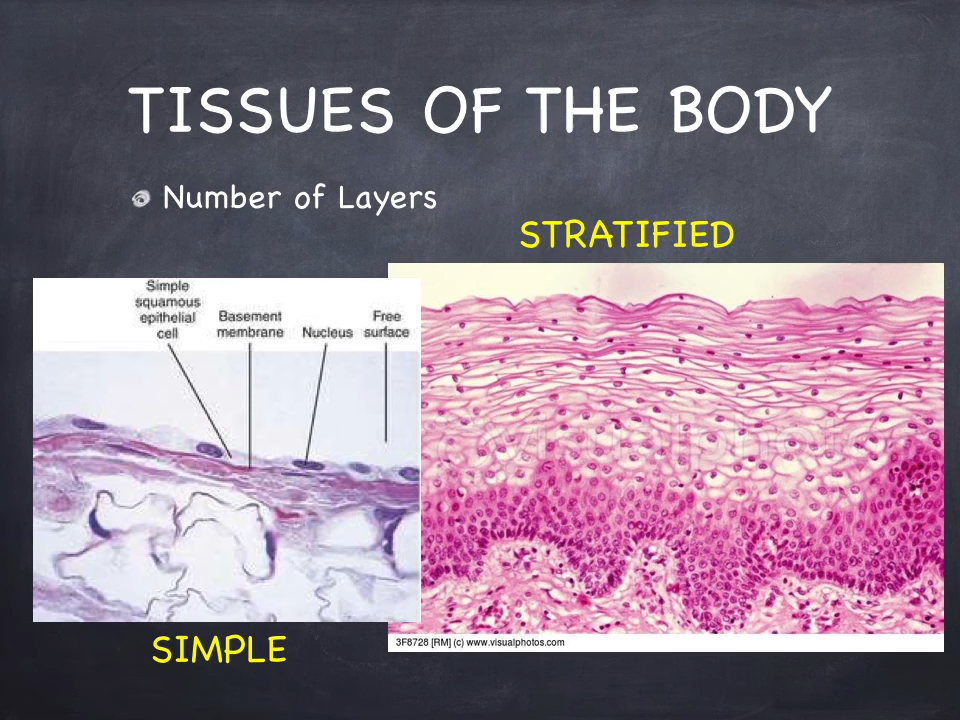 TISSUES OF THE BODY
Number of Layers
STRATIFIED
Simple
squamous
epithelial
cell
Basement
membrane
Nucleus
Free
surface
visualphotos
3F8728 [RM] (c) www.visualphotos.com
SIMPLE